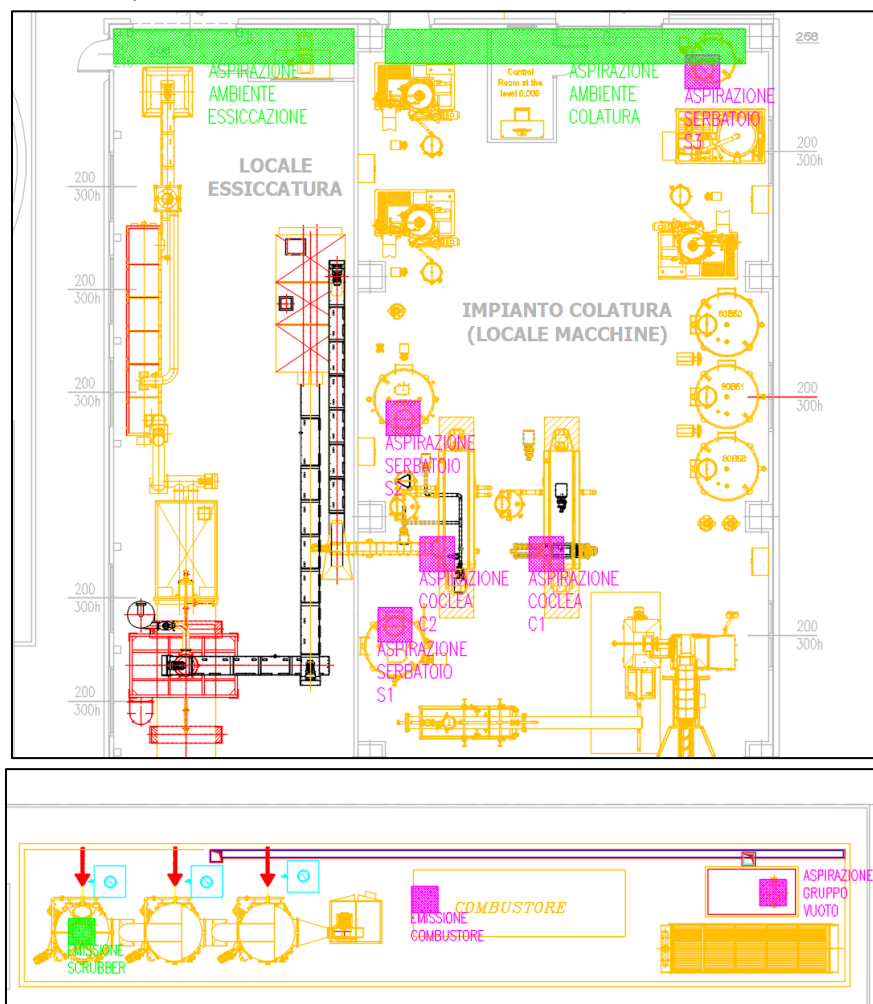 258
258
ASPIRAZIONE
AMBIENTE
ESSICCAZIONE
Control
Room at the
level 0,000
ASPIRAZIONE
AMBIENTE
COLATURA
ASPIRAZIONE
SERBATOIO
S3
200
300h
LOCALE
ESSICCATURA
200
300h
200
300h
IMPIANTO COLATURA
(LOCALE MACCHINE)
200
300h
200
300h
ASPIRAZIONE
SERBATOIO
S2
ASPIRAZIONE
COCLEA
C2
ASPIRAZIONE
COCLEA
C1
200
300h
ASPIRAZIONE
SERBATOIO
S1
200
300h
200
300h
EMISSIONE
SCRUBBER
EMISSIONE
COMBUSTORE
COMBUSTORE
ASPIRAZIONE
GRUPPO
VUOTO